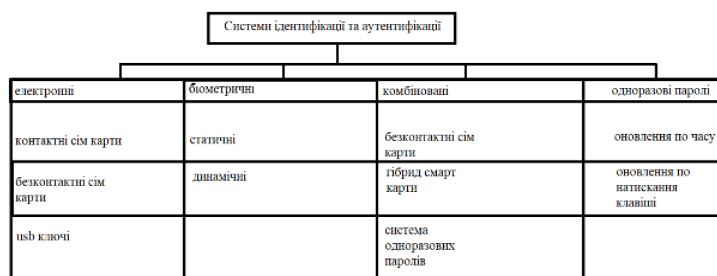 Системи ідентифікації та аутентифікації
електронні
біометричні
комбіновані
одноразові паролі
контактні сім карти
статичні
безконтактні сім
карти
оновлення по часу
безконтактні сім
карти
динамічні
гібрид смарт
карти
оновлення по
натискання
клавіші
usb ключі
система
одноразових
паролів